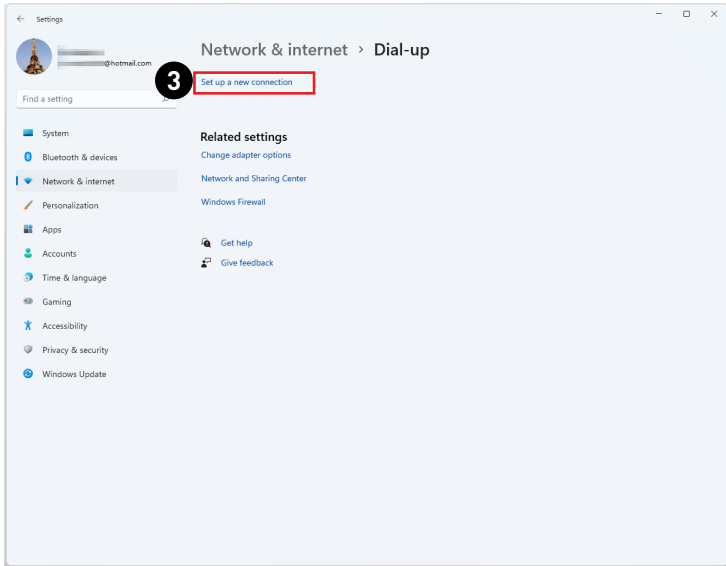 Settings
@hotmail.com
Find a setting
System
Bluetooth & devices
Network & internet
Personalization
Apps
Accounts
Time & language
Gaming
Accessibility
Privacy & security
Windows Update
Network & internet > Dial-up
3
Set up a new connection
Related settings
Change adapter options
Network and Sharing Center
Windows Firewall
Get help
Give feedback